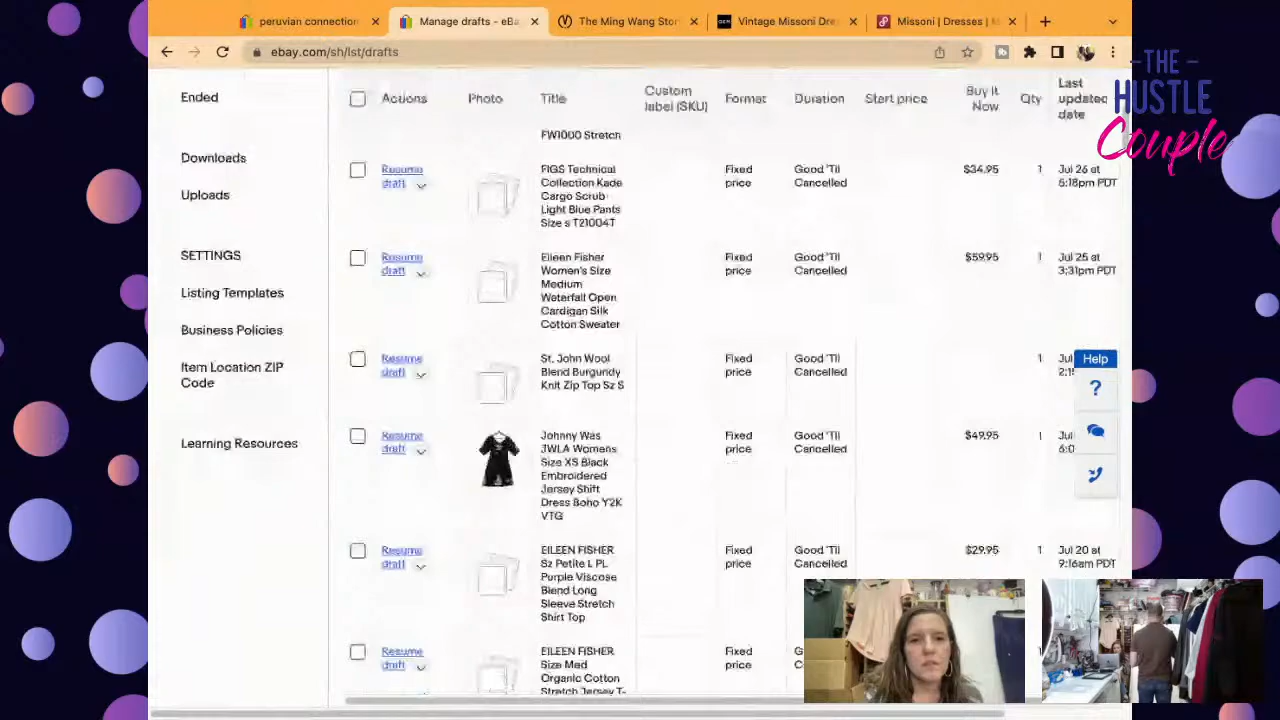 peruvian connection
Manage drafts - eBa
The Ming Wang Stor
Vintage Missoni Dre
Missoni | Dresses | M
ebay.com/sh/lst/drafts
-THE-
HUSTLE
Couple
Ended
Downloads
Uploads
SETTINGS
Listing Templates
Business Policies
Item Location ZIP
Code
Learning Resources
Actions
Photo
Title
Custom
label (SKU)
Format
Duration
Start price
Buy It
Now
Qty
Last
updated
date
FW1000 Stretch
Resume
draft
FIGS Technical
Collection Kade
Cargo Scrub
Light Blue Pants
Size s T21004T
Fixed
price
Good 'Til
Cancelled
$34.95
1
Jul 26 at
5:18pm PDT
Resume
draft
Eileen Fisher
Women's Size
Medium
Waterfall Open
Cardigan Silk
Cotton Sweater
Fixed
price
Good 'Til
Cancelled
$59.95
1
Jul 25 at
3:31pm PDT
Resume
draft
St. John Wool
Blend Burgundy
Knit Zip Top Sz S
Fixed
price
Good 'Til
Cancelled
1
Jul
2:1
Help
?
Resume
draft
Johnny Was
JWLA Womens
Size XS Black
Embroidered
Jersey Shift
Dress Boho Y2K
VTG
Fixed
price
Good 'Til
Cancelled
$49.95
1
Jul
6:0
Resume
draft
EILEEN FISHER
Sz Petite L PL
Purple Viscose
Blend Long
Sleeve Stretch
Shirt Top
Fixed
price
Good 'Til
Cancelled
$29.95
1
Jul 20 at
9:16am PDT
Resume
draft
EILEEN FISHER
Size Med
Organic Cotton
Stretch Jersey T-
Fixed
price